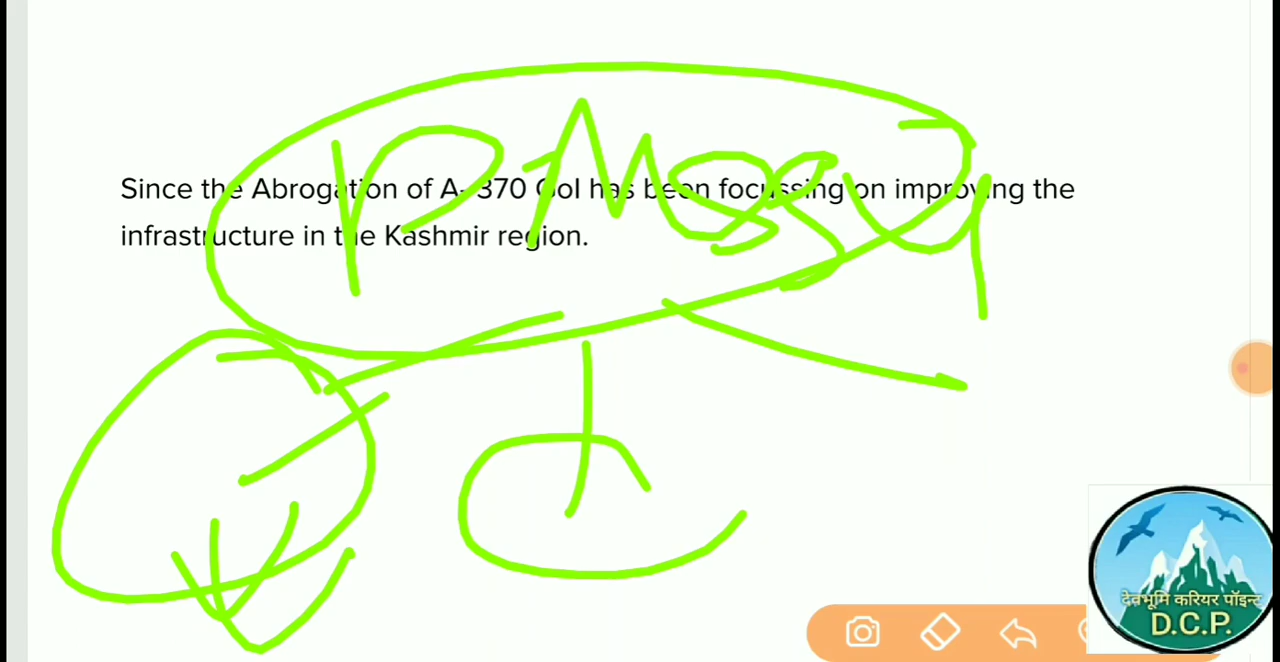 Since the Abrogation of A- 370 GoI has been focussing on improving the
infrastructure in the Kashmir region.
देवभूमि करियर पॉइन्ट
D.C.P.